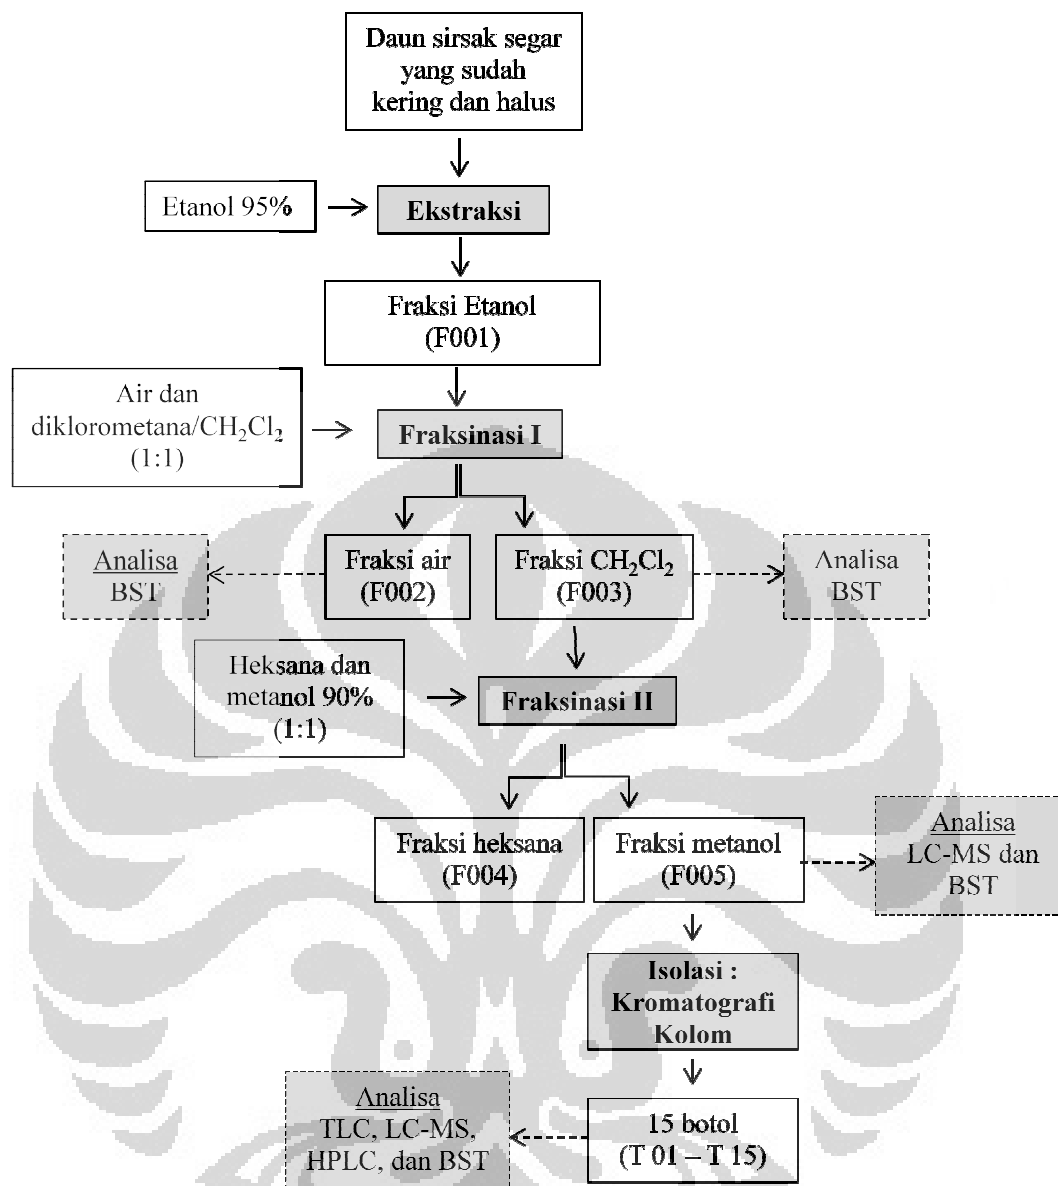 Daun sirsak segar
yang sudah
kering dan halus
Etanol 95%
Ekstraksi
Fraksi Etanol
(F001)
Air dan
diklorometana/CH₂Cl₂
(1:1)
Fraksinasi I
Analisa
BST
Fraksi air
(F002)
Fraksi CH₂Cl₂
(F003)
Analisa
BST
Heksana dan
metanol 90%
(1:1)
Fraksinasi II
Fraksi heksana
(F004)
Fraksi metanol
(F005)
Analisa
LC-MS dan
BST
Isolasi :
Kromatografi
Kolom
Analisa
TLC, LC-MS,
HPLC, dan BST
15 botol
(T 01 – T 15)